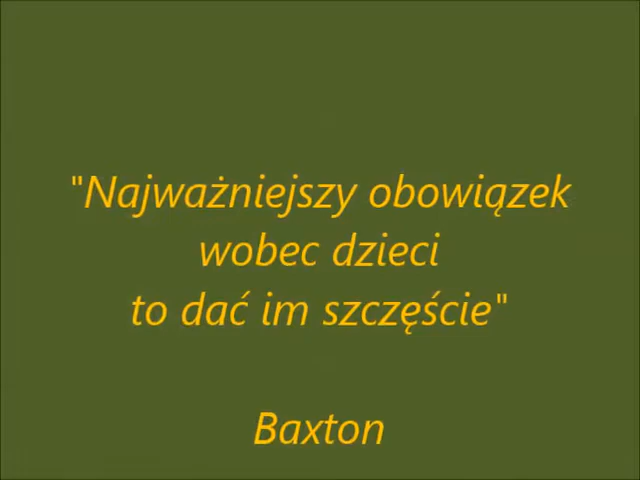 "Najważniejszy obowiązek
wobec dzieci
to dać im szczęście"
Baxton